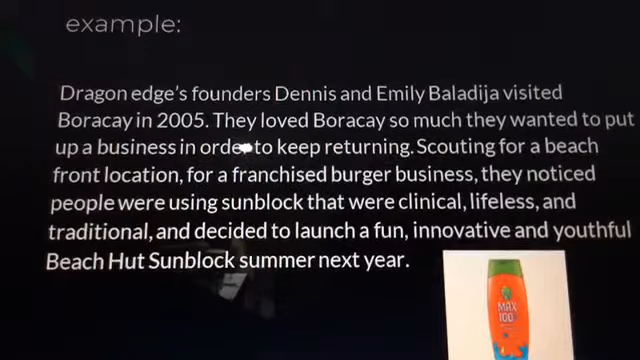 example:
Dragon edge's founders Dennis and Emily Baladija visited
Boracay in 2005. They loved Boracay so much they wanted to put
up a business in order to keep returning. Scouting for a beach
front location, for a franchised burger business, they noticed
people were using sunblock that were clinical, lifeless, and
traditional, and decided to launch a fun, innovative and youthful
Beach Hut Sunblock summer next year.
MAX
100